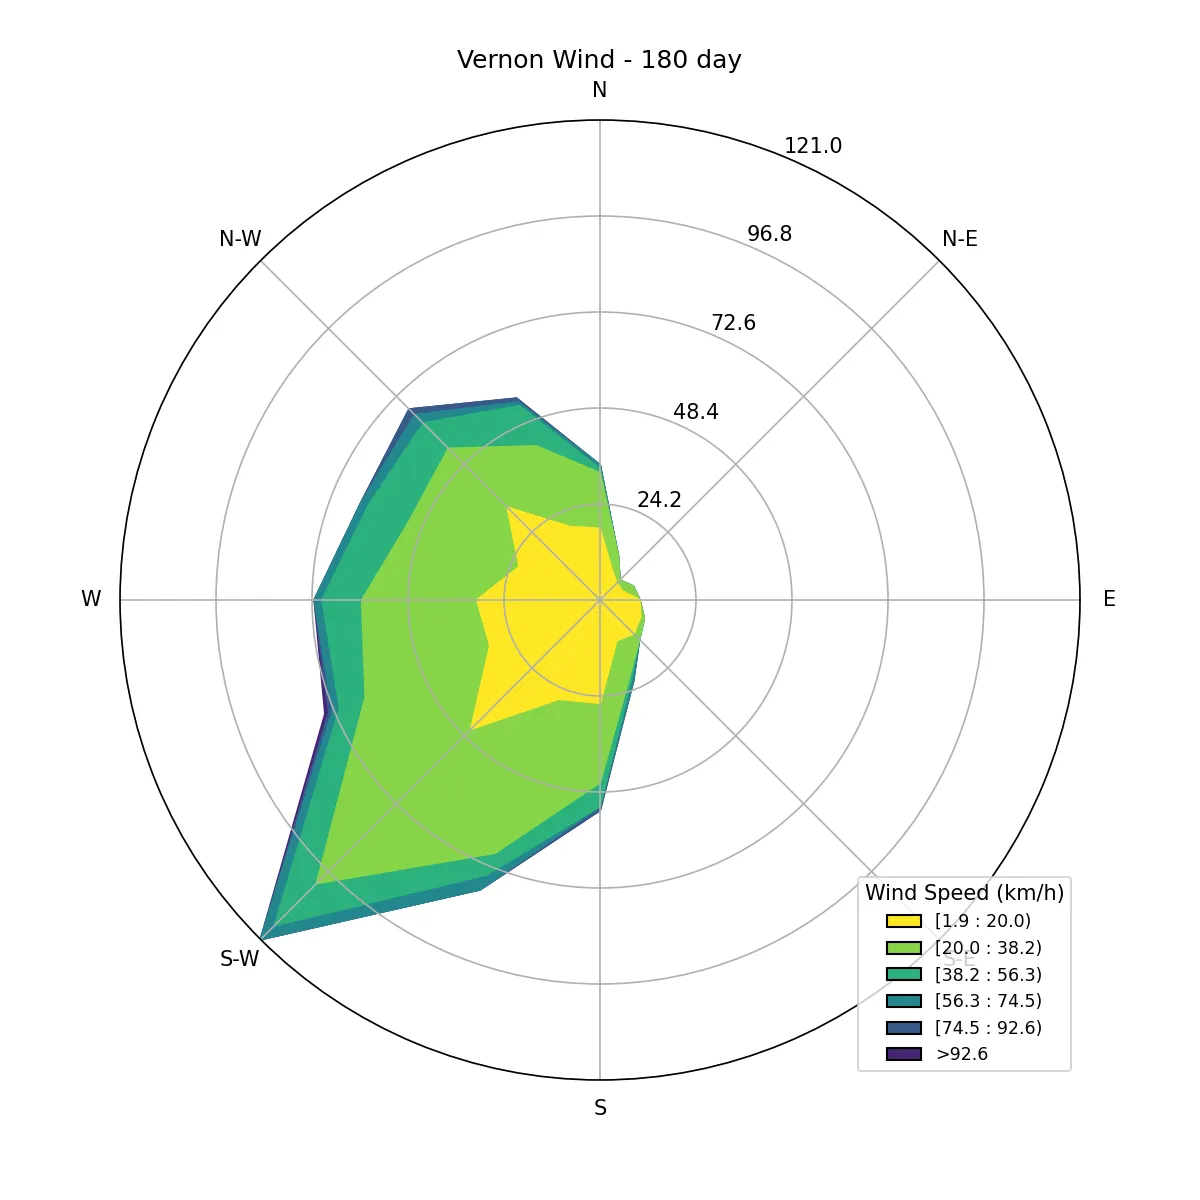 Vernon Wind - 180 day
N
121.0
96.8
N-W
N-E
72.6
48.4
24.2
W
E
Wind Speed (km/h)
[1.9 : 20.0)
[20.0 : 38.2)
S-W
S-E
[38.2 : 56.3)
[56.3 : 74.5)
[74.5 : 92.6)
>92.6
S